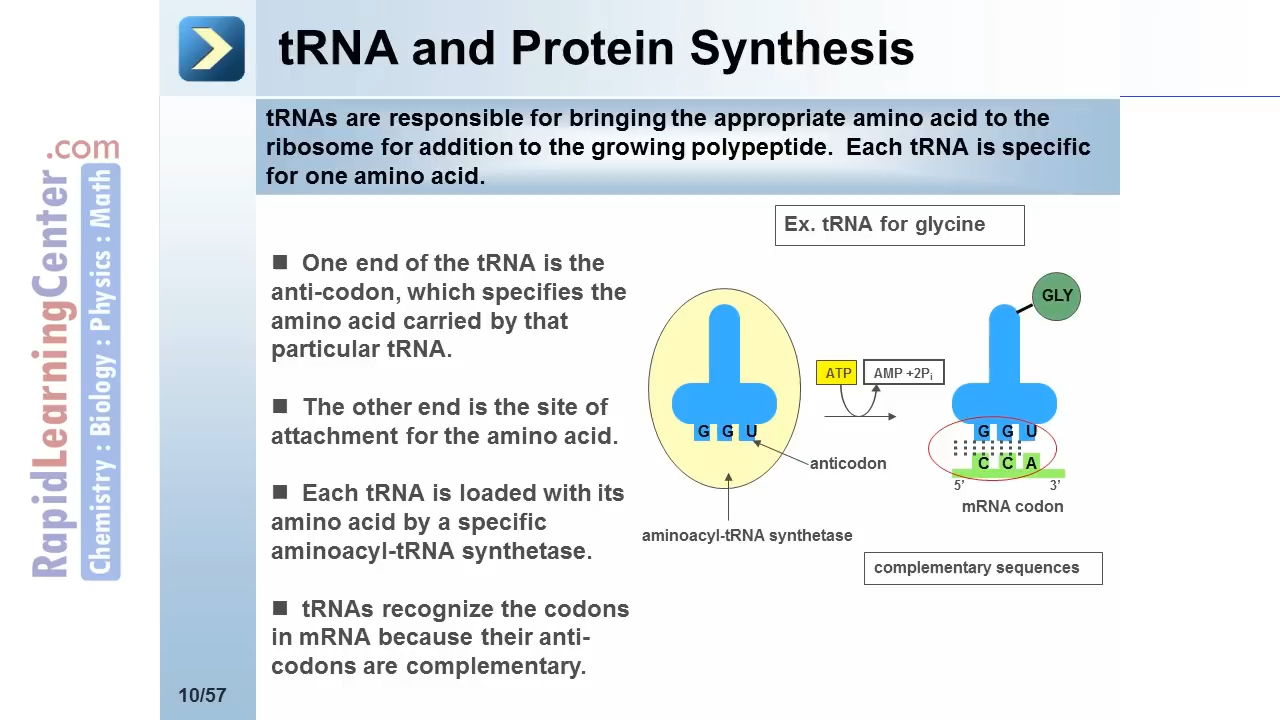 tRNA and Protein Synthesis
tRNAs are responsible for bringing the appropriate amino acid to the
ribosome for addition to the growing polypeptide. Each tRNA is specific
for one amino acid.
RapidLearningCenter.com
Chemistry : Biology : Physics : Math
■ One end of the tRNA is the
anti-codon, which specifies the
amino acid carried by that
particular tRNA.
■ The other end is the site of
attachment for the amino acid.
■ Each tRNA is loaded with its
amino acid by a specific
aminoacyl-tRNA synthetase.
■ tRNAs recognize the codons
in mRNA because their anti-
codons are complementary.
Ex. tRNA for glycine
GLY
ATP
AMP +2Pi
G G U
G G U
anticodon
C C A
5’ 3’
mRNA codon
aminoacyl-tRNA synthetase
complementary sequences
10/57